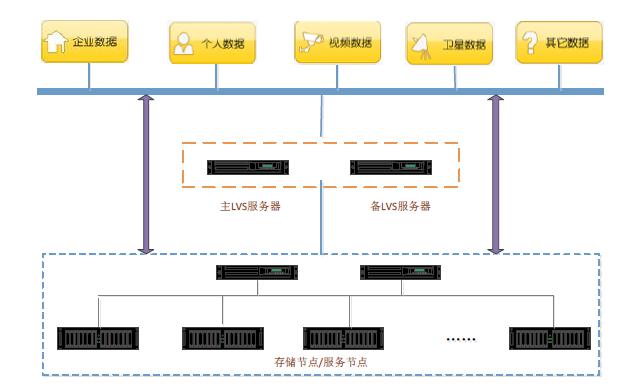 企业数据
个人数据
视频数据
卫星数据
其它数据
主LVS服务器
备LVS服务器
......
存储节点/服务节点